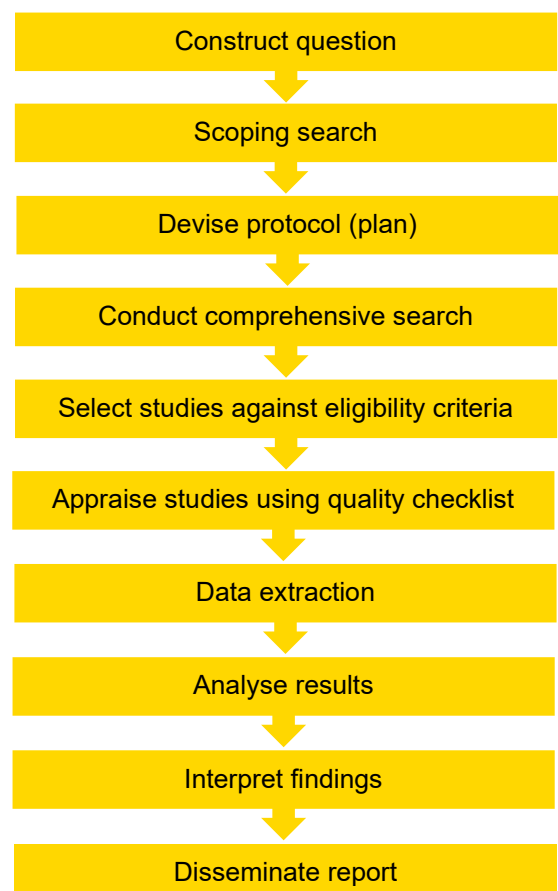 Construct question
Scoping search
Devise protocol (plan)
Conduct comprehensive search
Select studies against eligibility criteria
Appraise studies using quality checklist
Data extraction
Analyse results
Interpret findings
Disseminate report